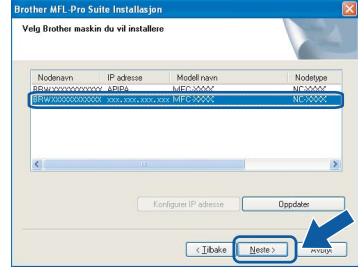 Brother MFL-Pro Suite Installasjon
Velg Brother maskin du vil installere
Nodenavn IP adresse Modell navn Nodetype
BRWXXXXXXXXXXXX APIPA MFC-XXXX NC-XXXX
BRWXXXXXXXXXXXX xxx.xxx.xxx.xxx MFC-XXXX NC-XXXX
Konfigurer IP adresse Oppdater
< Tilbake Neste > Avbryt